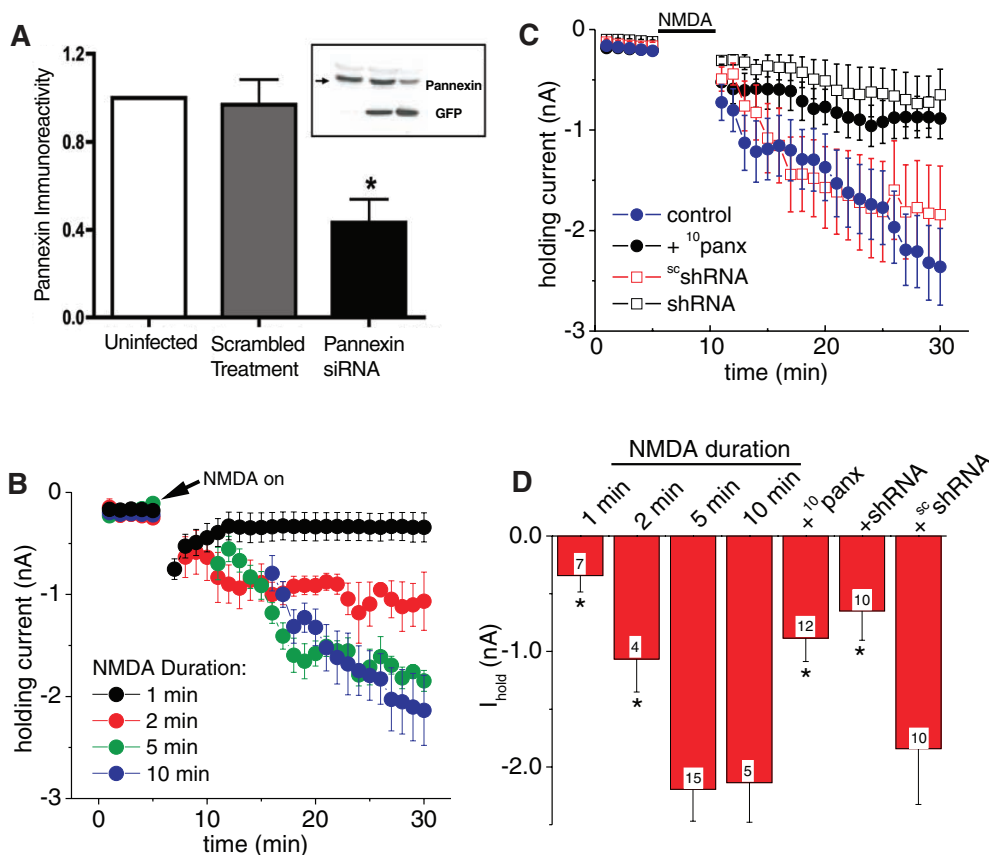 A
1.2
0.8
0.4
0.0
Pannexin Immunoreactivity
Pannexin
GFP
*
Uninfected
Scrambled
Treatment
Pannexin
siRNA
C
NMDA
0
-1
-2
-3
holding current (nA)
control
+ 10panx
scshRNA
shRNA
0 10 20 30
time (min)
B
NMDA on
0
-1
-2
-3
holding current (nA)
NMDA Duration:
1 min
2 min
5 min
10 min
0 10 20 30
time (min)
D
NMDA duration
1 min
2 min
5 min
10 min
+ 10panx
+shRNA
+ scshRNA
0.0
-1.0
-2.0
Ihold (nA)
7
4
15
5
12
10
10
*
*
*
*